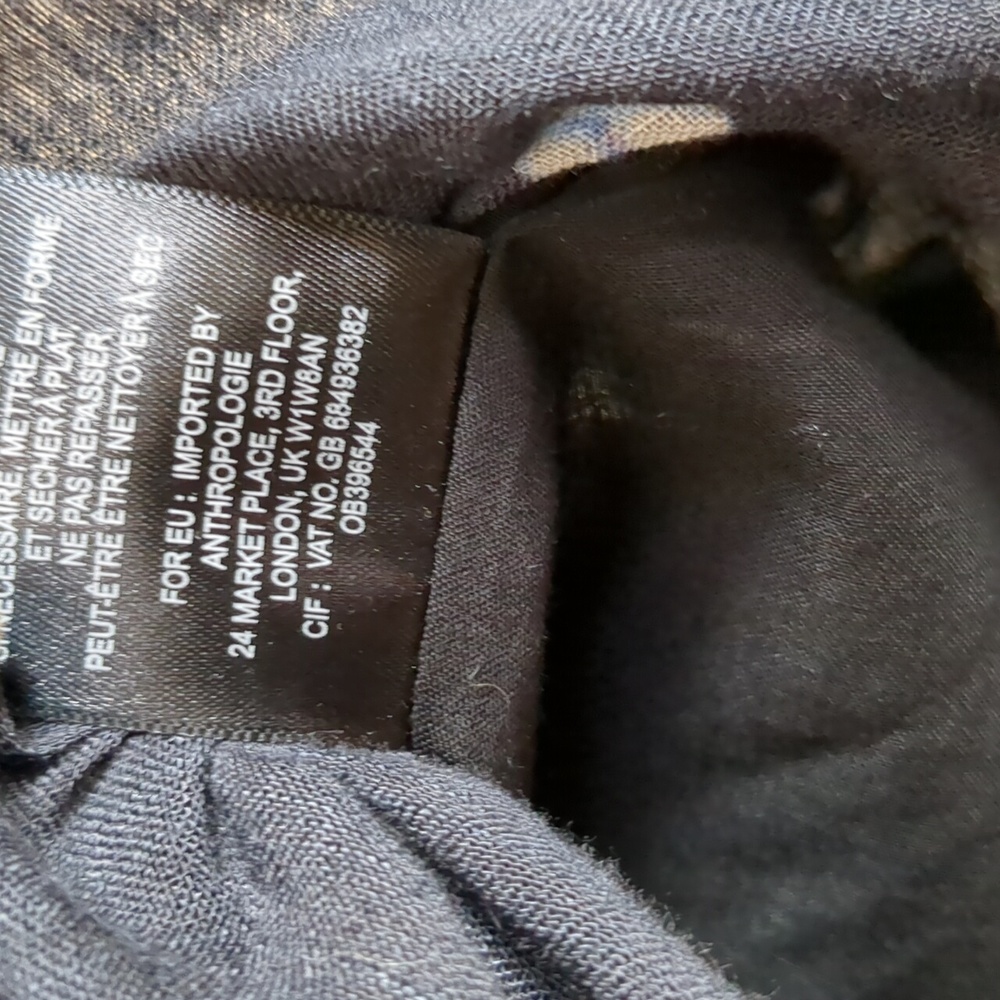 NÉCESSAIRE, METTRE EN FORME
ET SÉCHER À PLAT
NE PAS REPASSER
PEUT-ÊTRE ÊTRE NETTOYER À SEC
FOR EU : IMPORTED BY
ANTHROPOLOGIE
24 MARKET PLACE, 3RD FLOOR,
LONDON, UK W1W8AN
CIF : VAT NO. GB 684936382
OB396544